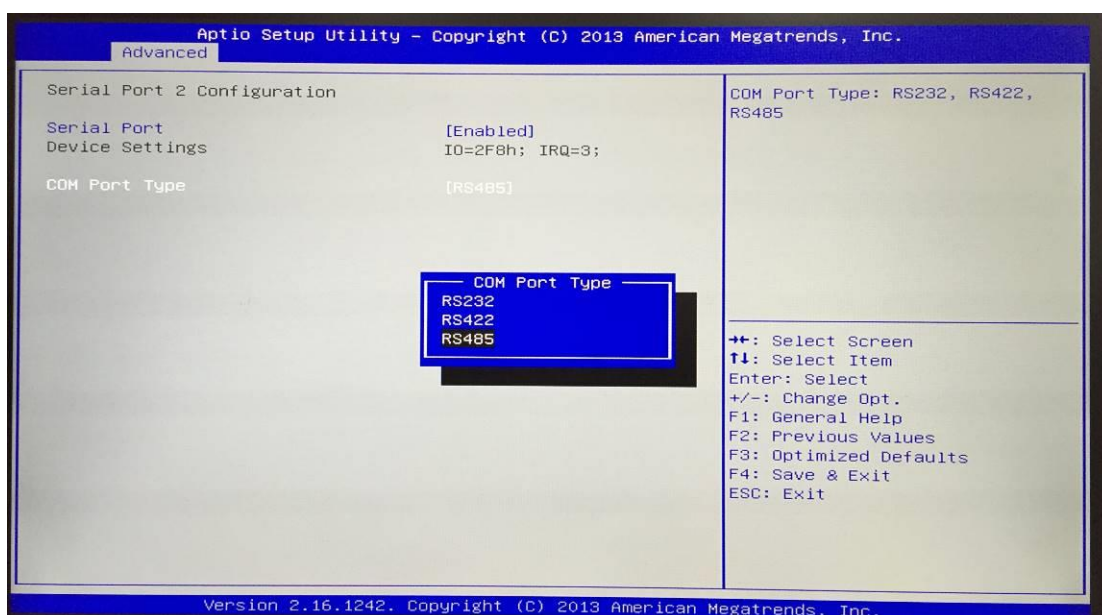 Aptio Setup Utility – Copyright (C) 2013 American Megatrends, Inc.
Advanced
Serial Port 2 Configuration
Serial Port [Enabled]
Device Settings IO=2F8h; IRQ=3;
COM Port Type [RS485]
COM Port Type
RS232
RS422
RS485
COM Port Type: RS232, RS422,
RS485
→←: Select Screen
↑↓: Select Item
Enter: Select
+/-: Change Opt.
F1: General Help
F2: Previous Values
F3: Optimized Defaults
F4: Save & Exit
ESC: Exit
Version 2.16.1242. Copyright (C) 2013 American Megatrends, Inc.